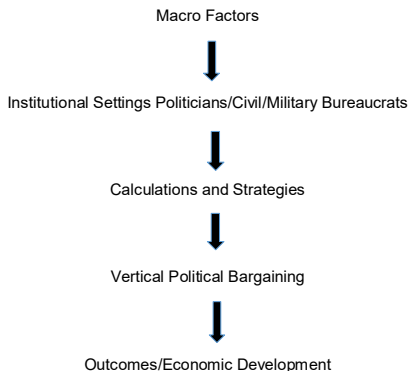 Macro Factors
Institutional Settings Politicians/Civil/Military Bureaucrats
Calculations and Strategies
Vertical Political Bargaining
Outcomes/Economic Development